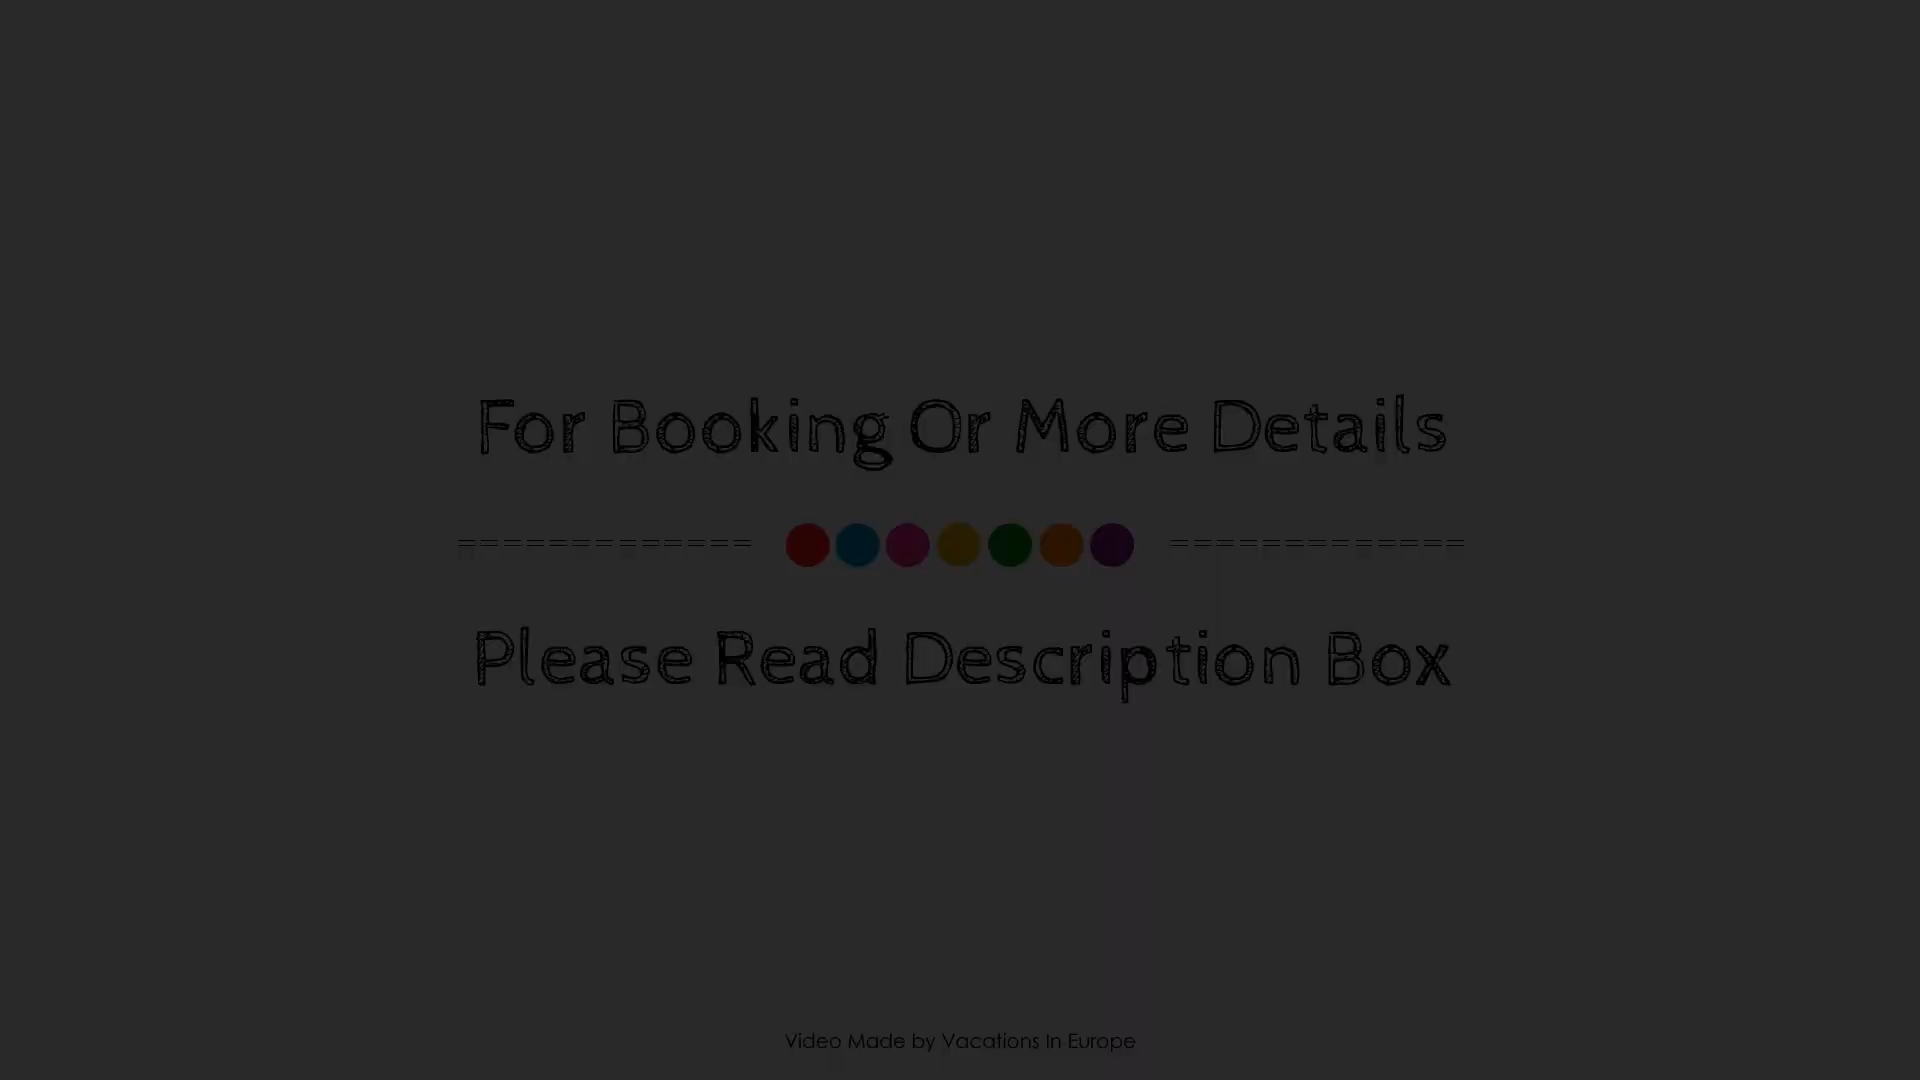 For Booking Or More Details
============= =============
Please Read Description Box
Video Made by Vacations In Europe